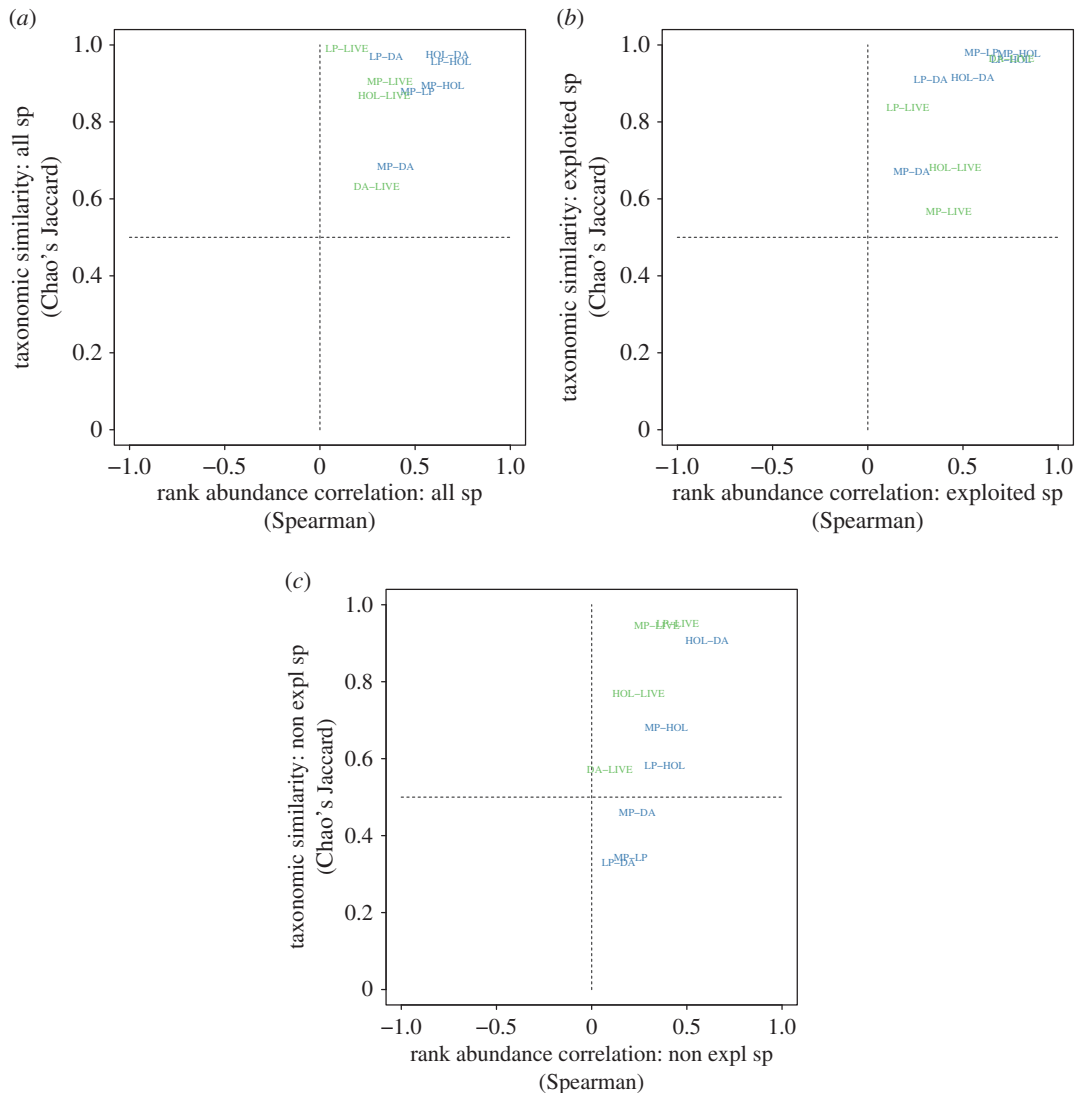 (a)
1.0
0.8
0.6
0.4
0.2
0
taxonomic similarity: all sp
(Chao's Jaccard)
LP–LIVE
LP–DA
HOL–DA
LP–HOL
MP–LIVE
MP–HOL
MP–LP
HOL–LIVE
MP–DA
DA–LIVE
−1.0 −0.5 0 0.5 1.0
rank abundance correlation: all sp
(Spearman)
(b)
1.0
0.8
0.6
0.4
0.2
0
taxonomic similarity: exploited sp
(Chao's Jaccard)
MP–LP
MP–HOL
LP–HOL
LP–DA
HOL–DA
LP–LIVE
MP–DA
HOL–LIVE
MP–LIVE
−1.0 −0.5 0 0.5 1.0
rank abundance correlation: exploited sp
(Spearman)
(c)
1.0
0.8
0.6
0.4
0.2
0
taxonomic similarity: non expl sp
(Chao's Jaccard)
MP–LIVE
LP–LIVE
HOL–DA
HOL–LIVE
MP–HOL
LP–HOL
DA–LIVE
MP–DA
MP–LP
LP–DA
−1.0 −0.5 0 0.5 1.0
rank abundance correlation: non expl sp
(Spearman)